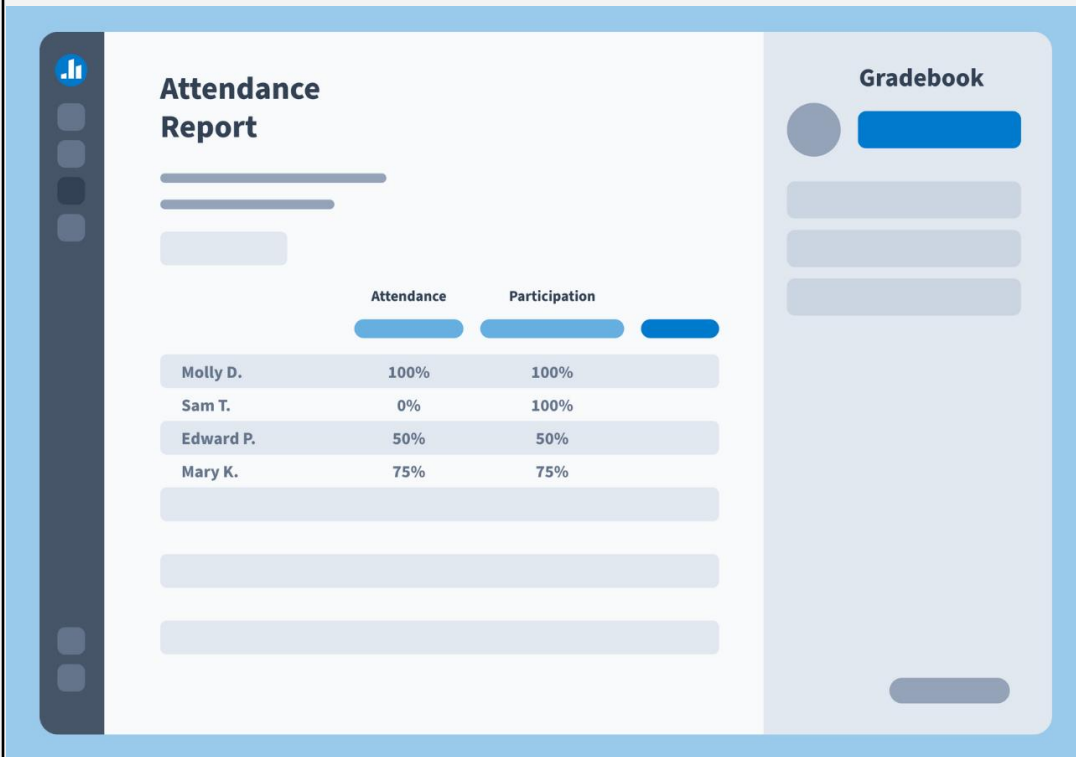 Attendance
Report
Gradebook
Attendance Participation
Molly D. 100% 100%
Sam T. 0% 100%
Edward P. 50% 50%
Mary K. 75% 75%